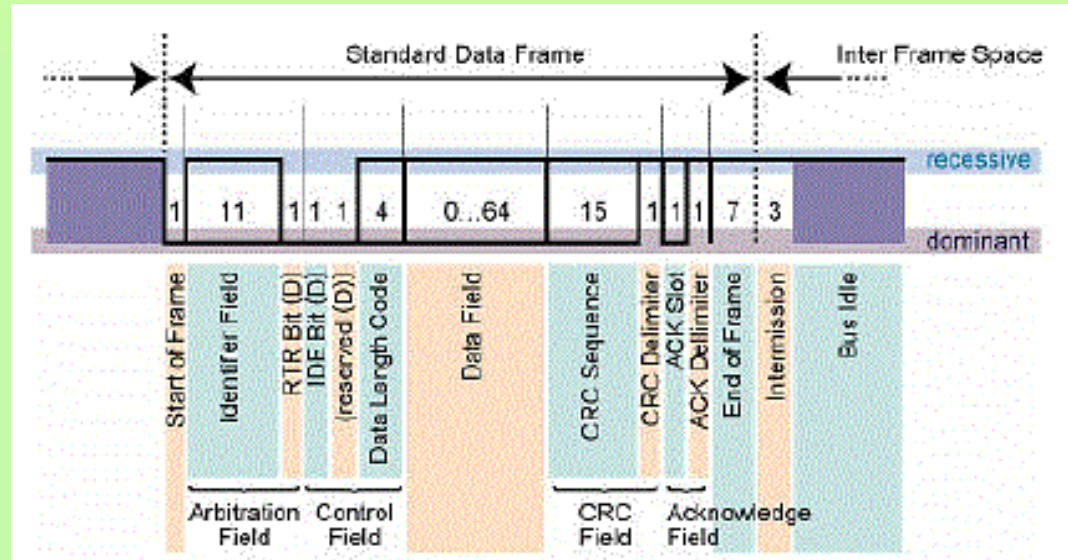 Standard Data Frame
Inter Frame Space
recessive
1 11 1 1 1 4 0...64 15 1 1 1 7 3
dominant
Start of Frame
Identifer Field
RTR Bit (D)
IDE Bit (D)
(reserved (D))
Data Length Code
Data Field
CRC Sequence
CRC Delimiter
ACK Slot
ACK Dellimiter
End of Frame
Intermission
Bus Idle
Arbitration
Field
Control
Field
CRC
Field
Acknowledge
Field